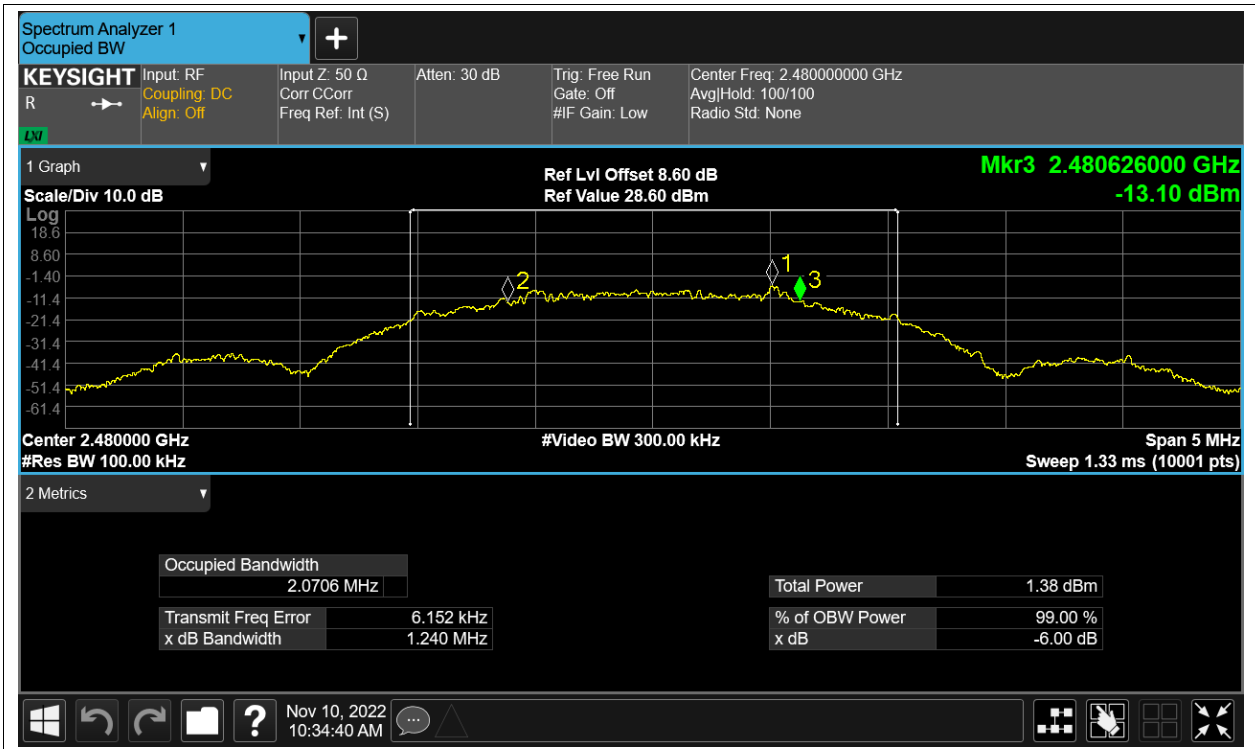 Spectrum Analyzer 1
Occupied BW
KEYSIGHT
R
LXI
Input: RF
Coupling: DC
Align: Off
Input Z: 50 Ω
Corr CCorr
Freq Ref: Int (S)
Atten: 30 dB
Trig: Free Run
Gate: Off
#IF Gain: Low
Center Freq: 2.480000000 GHz
Avg|Hold: 100/100
Radio Std: None
1 Graph
Ref Lvl Offset 8.60 dB
Mkr3 2.480626000 GHz
Scale/Div 10.0 dB
Ref Value 28.60 dBm
-13.10 dBm
Log
18.6
8.60
-1.40
-11.4
-21.4
-31.4
-41.4
-51.4
-61.4
1
2
3
Center 2.480000 GHz
#Video BW 300.00 kHz
Span 5 MHz
#Res BW 100.00 kHz
Sweep 1.33 ms (10001 pts)
2 Metrics
Occupied Bandwidth
2.0706 MHz
Total Power 1.38 dBm
Transmit Freq Error 6.152 kHz
% of OBW Power 99.00 %
x dB Bandwidth 1.240 MHz
x dB -6.00 dB
?
Nov 10, 2022
10:34:40 AM